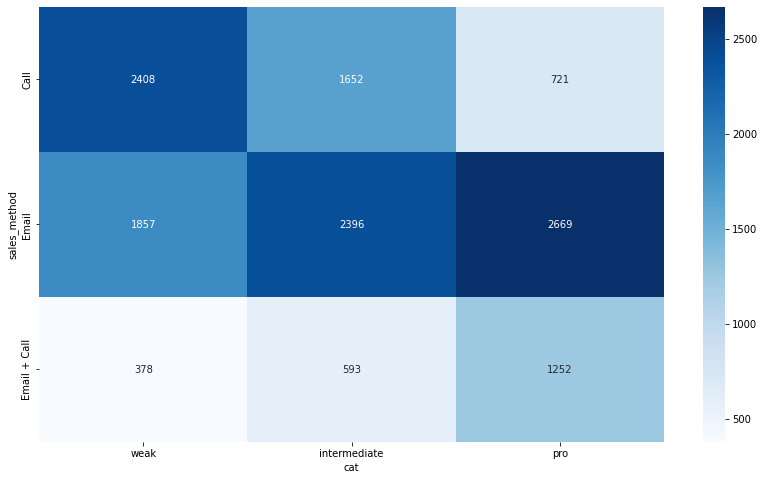 Call
2408 1652 721
2500
2000
sales_method
Email
1857 2396 2669
1500
1000
Email + Call
378 593 1252
500
weak intermediate pro
cat